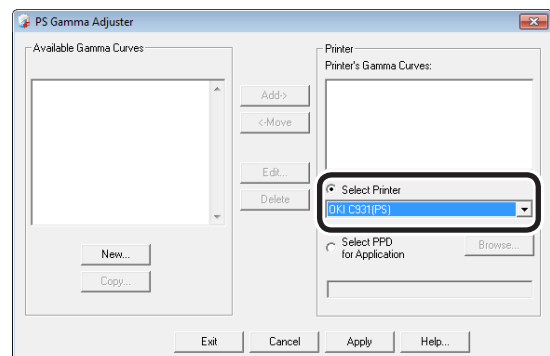 PS Gamma Adjuster
Available Gamma Curves
Add->
<-Move
Edit...
Delete
New...
Copy...
Printer
Printer's Gamma Curves:
Select Printer
OKI C931(PS)
Select PPD
for Application
Browse...
Exit
Cancel
Apply
Help...